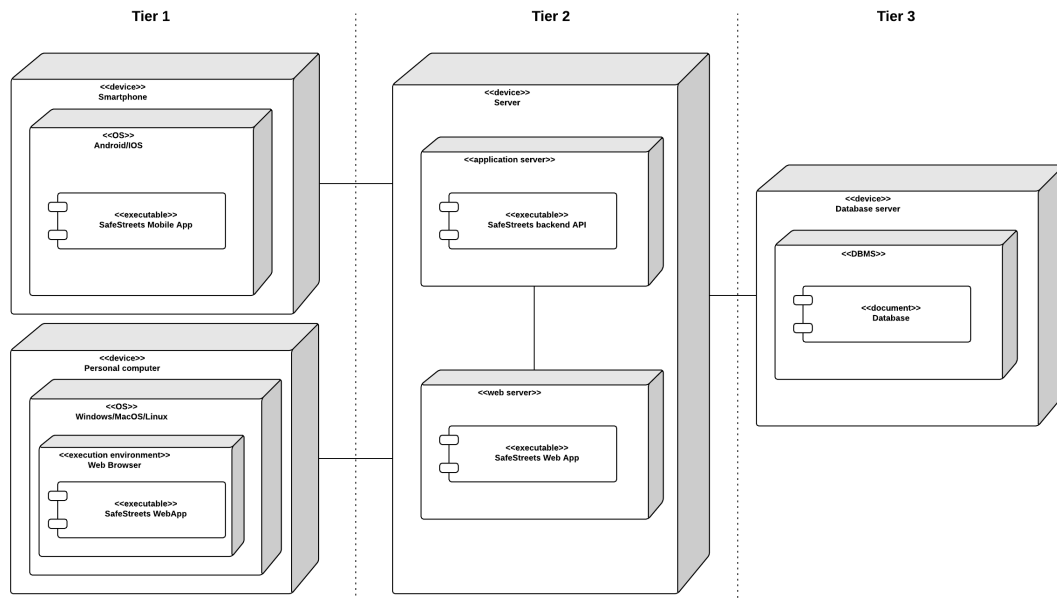 Tier 1
Tier 2
Tier 3
<<device>>
Smartphone
<<OS>>
Android/IOS
<<executable>>
SafeStreets Mobile App
<<device>>
Personal computer
<<OS>>
Windows/MacOS/Linux
<<execution environment>>
Web Browser
<<executable>>
SafeStreets WebApp
<<device>>
Server
<<application server>>
<<executable>>
SafeStreets backend API
<<web server>>
<<executable>>
SafeStreets Web App
<<device>>
Database server
<<DBMS>>
<<document>>
Database